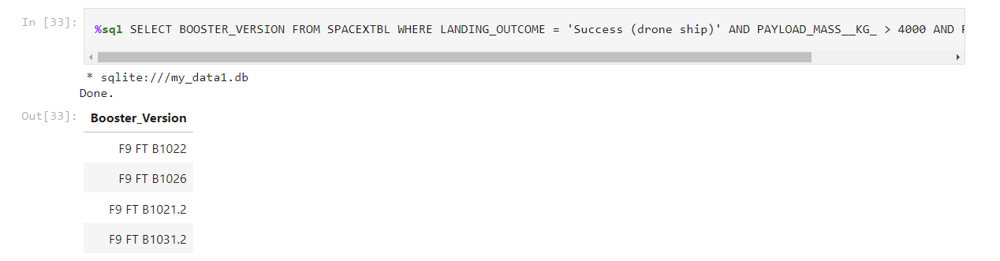 In [33]:
%sql SELECT BOOSTER_VERSION FROM SPACEXTBL WHERE LANDING_OUTCOME = 'Success (drone ship)' AND PAYLOAD_MASS__KG_ > 4000 AND
* sqlite:///my_data1.db
Done.
Out[33]:
Booster_Version
F9 FT B1022
F9 FT B1026
F9 FT B1021.2
F9 FT B1031.2